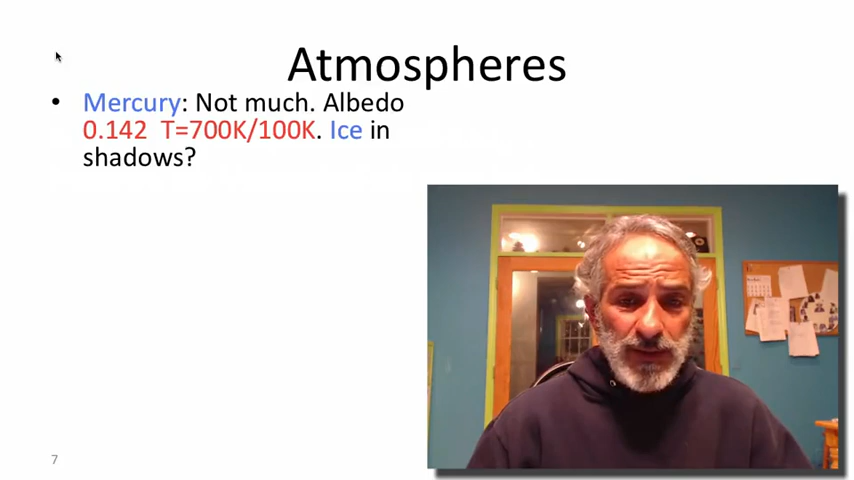 Atmospheres
• Mercury: Not much. Albedo
0.142 T=700K/100K. Ice in
shadows?
7